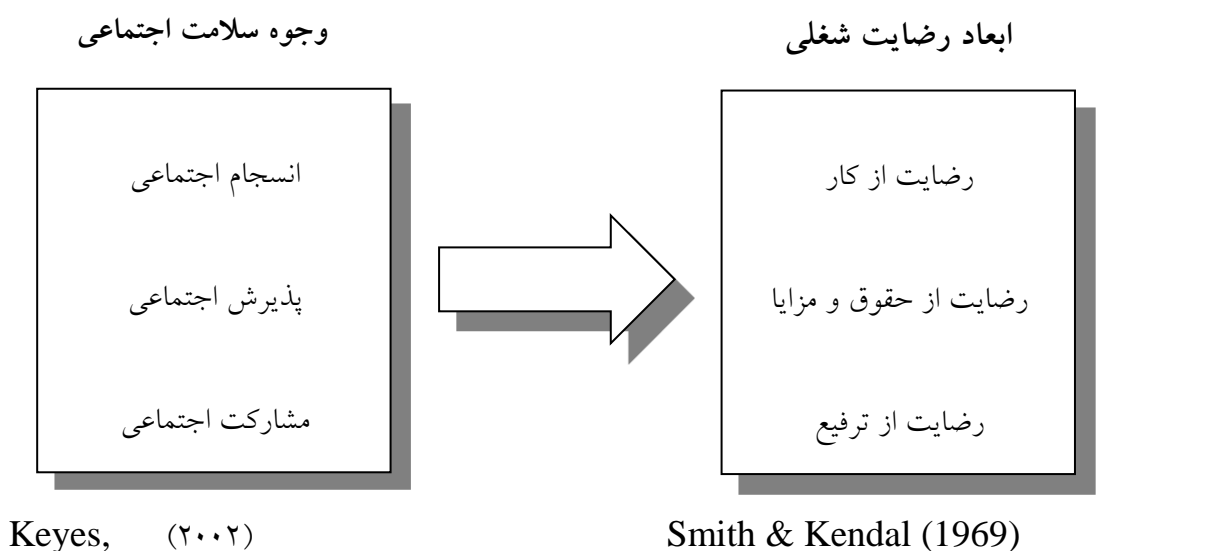 ابعاد رضایت شغلی
رضایت از کار
رضایت از حقوق و مزایا
رضایت از ترفیع
Smith & Kendal (1969)
وجوه سلامت اجتماعی
انسجام اجتماعی
پذیرش اجتماعی
مشارکت اجتماعی
Keyes, (۲۰۰۲)